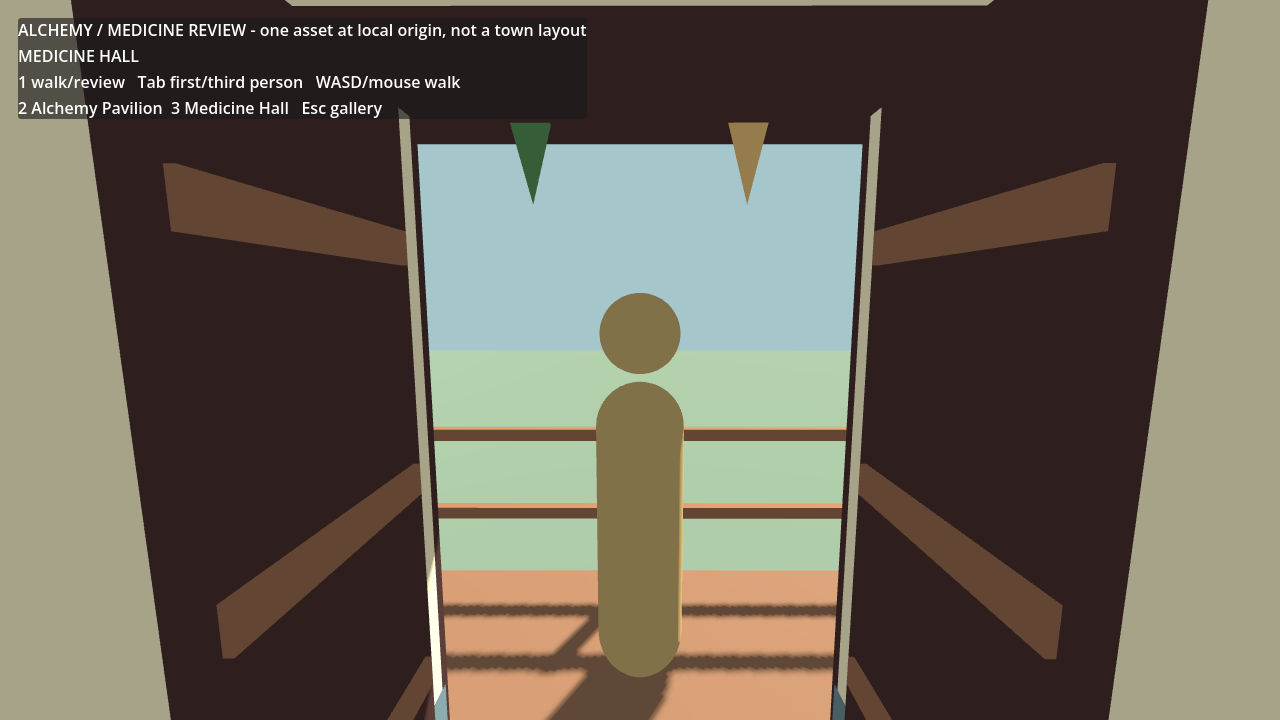 ALCHEMY / MEDICINE REVIEW - one asset at local origin, not a town layout
MEDICINE HALL
1 walk/review   Tab first/third person   WASD/mouse walk
2 Alchemy Pavilion  3 Medicine Hall   Esc gallery